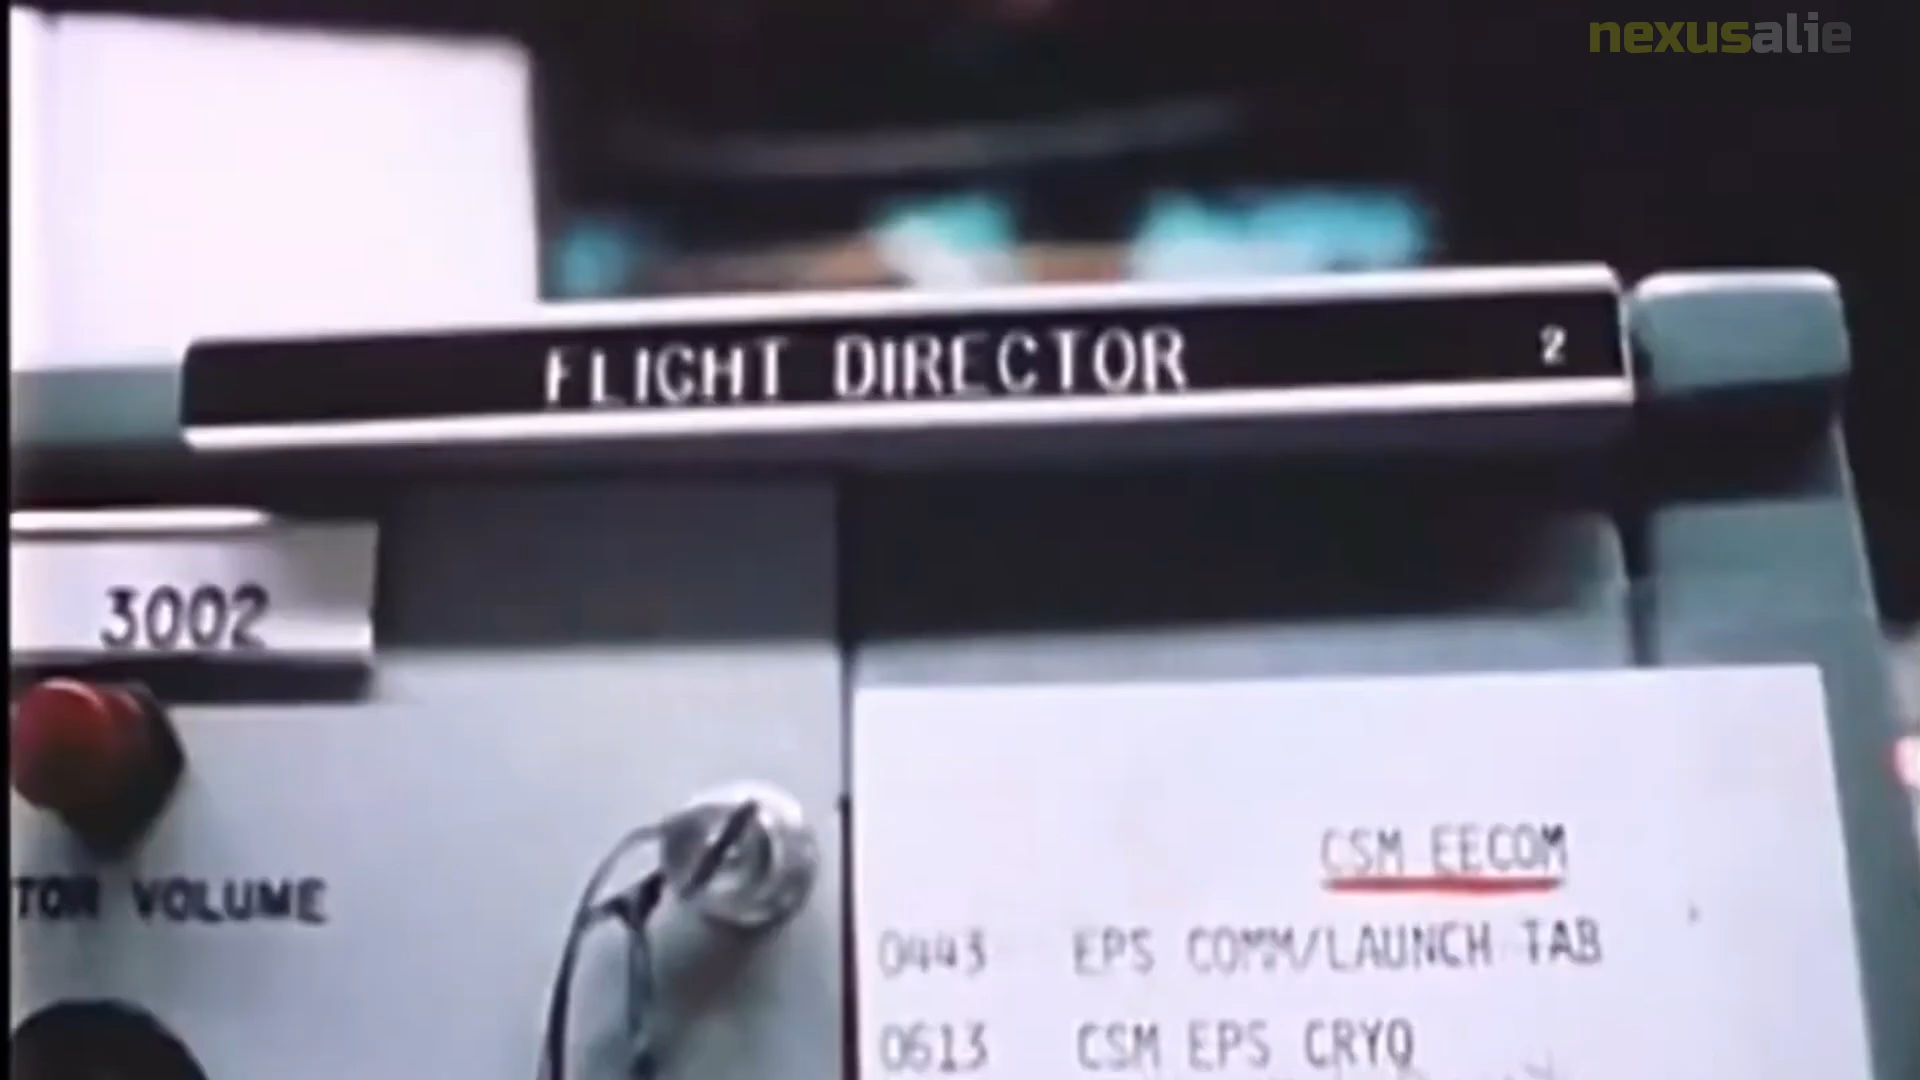 nexusalie
FLIGHT DIRECTOR 2
3002
TOR VOLUME
CSM EECOM
0443 EPS COMM/LAUNCH TAB
0613 CSM EPS CRYO